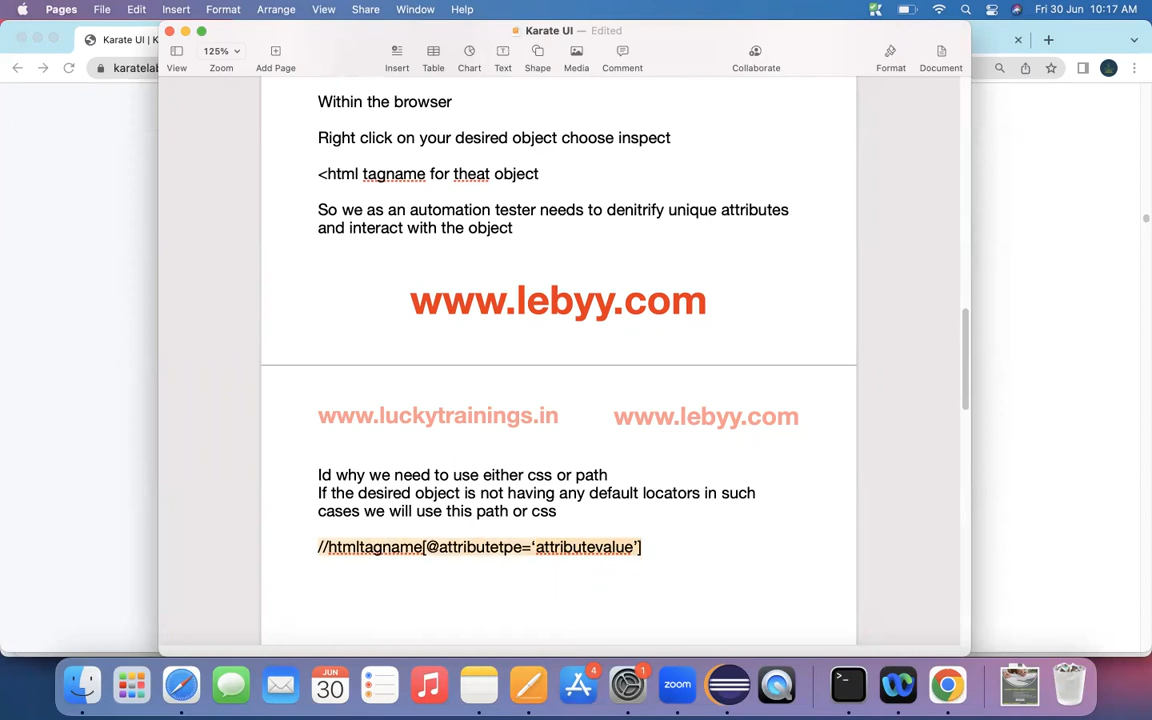 Pages File Edit Insert Format Arrange View Share Window Help Fri 30 Jun 10:17 AM
Karate UI | K
Karate UI — Edited
125%
View Zoom Add Page Insert Table Chart Text Shape Media Comment Collaborate Format Document
karatelab
Within the browser
Right click on your desired object choose inspect
<html tagname for theat object
So we as an automation tester needs to denitrify unique attributes
and interact with the object
www.lebyy.com
www.luckytrainings.in www.lebyy.com
Id why we need to use either css or path
If the desired object is not having any default locators in such
cases we will use this path or css
//htmltagname[@attributetpe=‘attributevalue’]
4
1
JUN
30
zoom